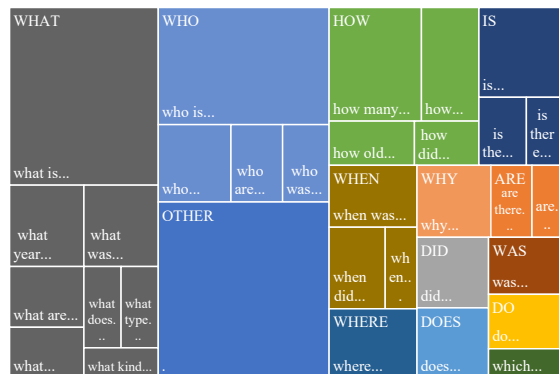 WHAT
what is...
what
year...
what
was...
what are...
what
does.
..
what
type..
.
what...
what kind...
WHO
who is...
who...
who
are...
who
was...
OTHER
.
HOW
how many...
how...
how old...
how
did...
IS
is...
is
the...
is
ther
e...
WHEN
when was...
when
did...
wh
en..
.
WHERE
where...
WHY
why...
ARE
are
there.
..
are...
DID
did...
DOES
does...
WAS
was...
DO
do...
which...